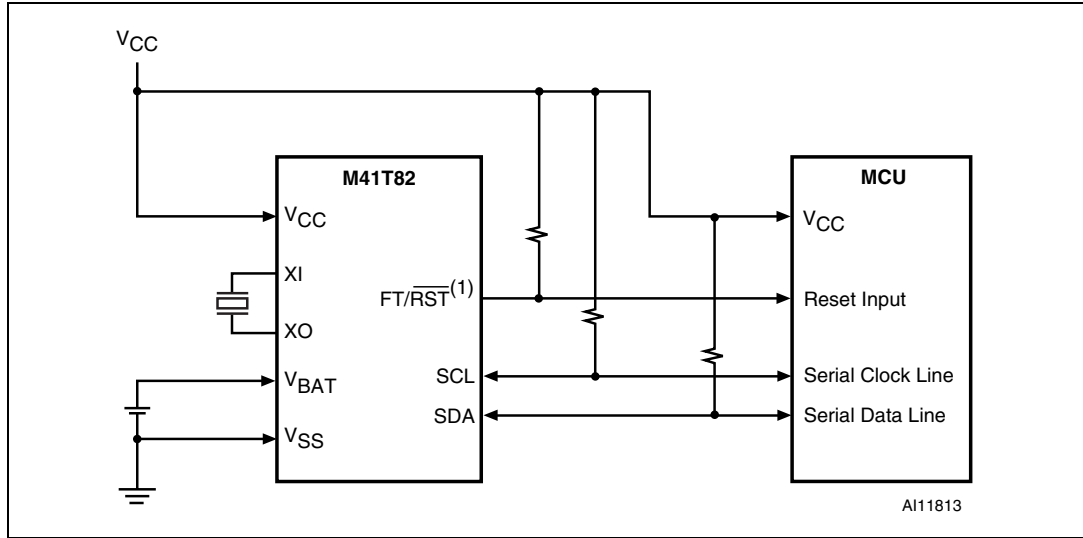 VCC
M41T82
VCC
XI
XO
VBAT
VSS
FT/RST(1)
SCL
SDA
MCU
VCC
Reset Input
Serial Clock Line
Serial Data Line
AI11813